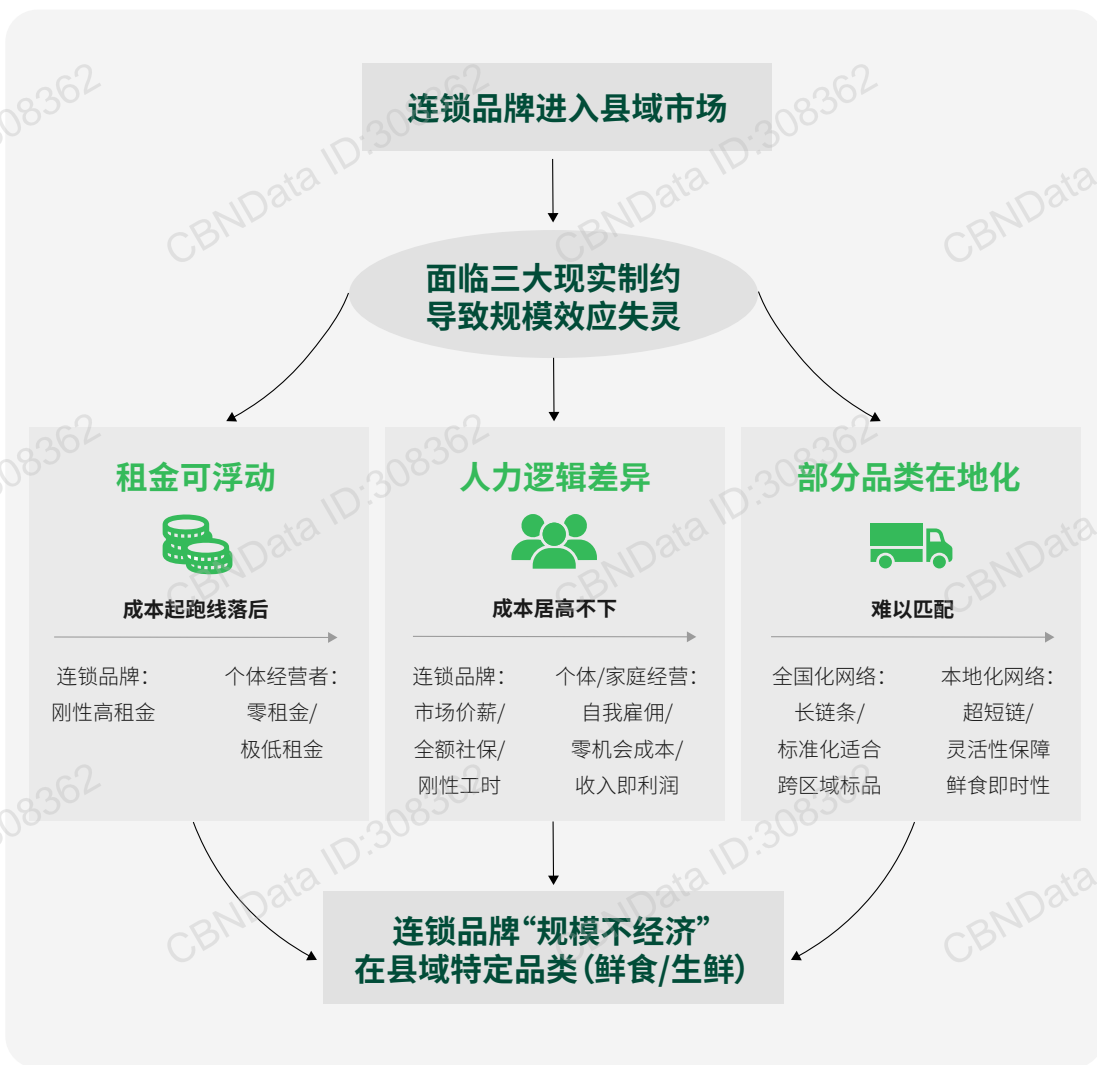 连锁品牌进入县域市场
面临三大现实制约
导致规模效应失灵
租金可浮动
成本起跑线落后
连锁品牌：
刚性高租金
个体经营者：
零租金/
极低租金
人力逻辑差异
成本居高不下
连锁品牌：
市场价薪/
全额社保/
刚性工时
个体/家庭经营：
自我雇佣/
零机会成本/
收入即利润
部分品类在地化
难以匹配
全国化网络：
长链条/
标准化适合
跨区域标品
本地化网络：
超短链/
灵活性保障
鲜食即时性
连锁品牌“规模不经济”
在县域特定品类（鲜食/生鲜）
CBNData ID:308362